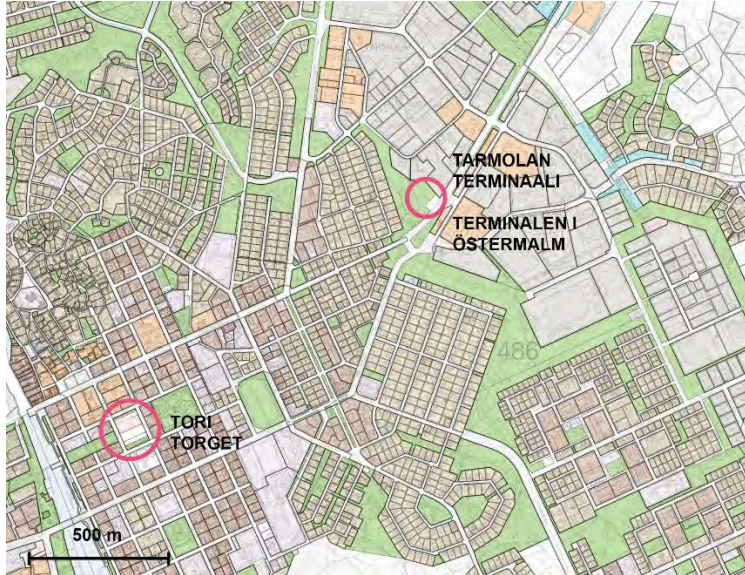 TARMOLAN
TERMINAALI
TERMINALEN I
ÖSTERMALM
486
TORI
TORGET
500 m